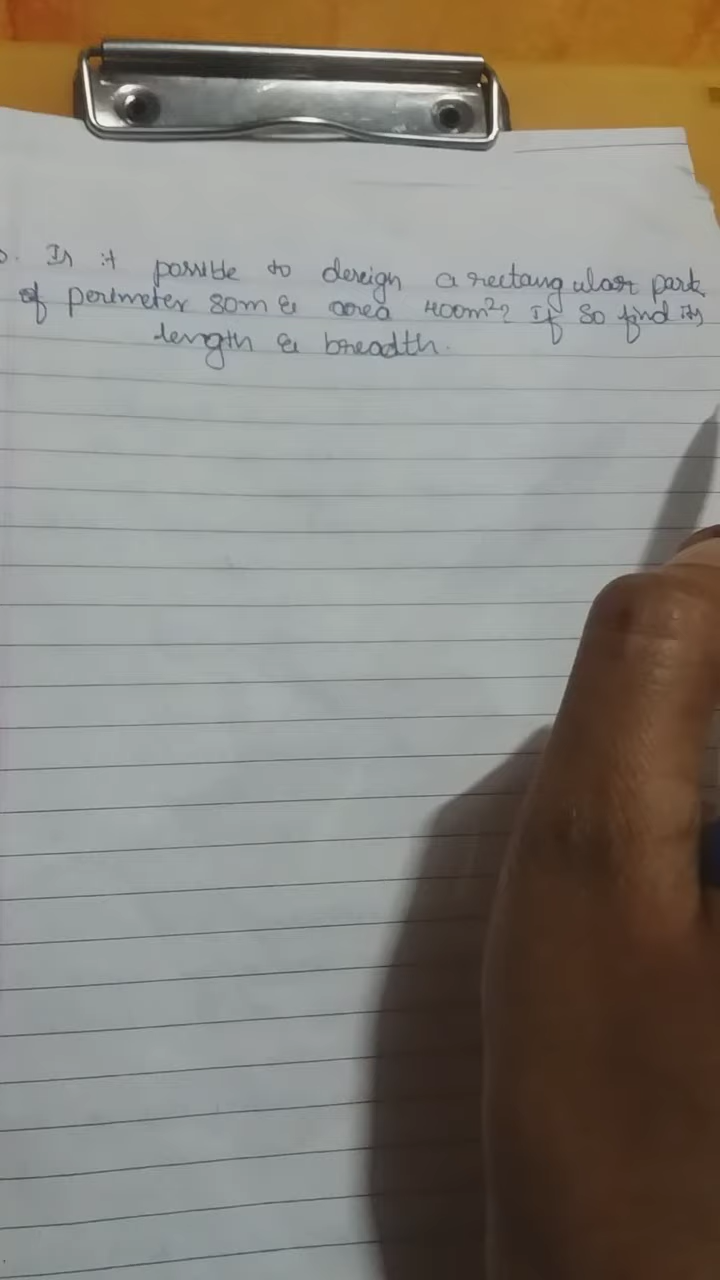 . Is it possible to design a rectangular park
of perimeter 80m & area 400m²? If so find its
length & breadth.